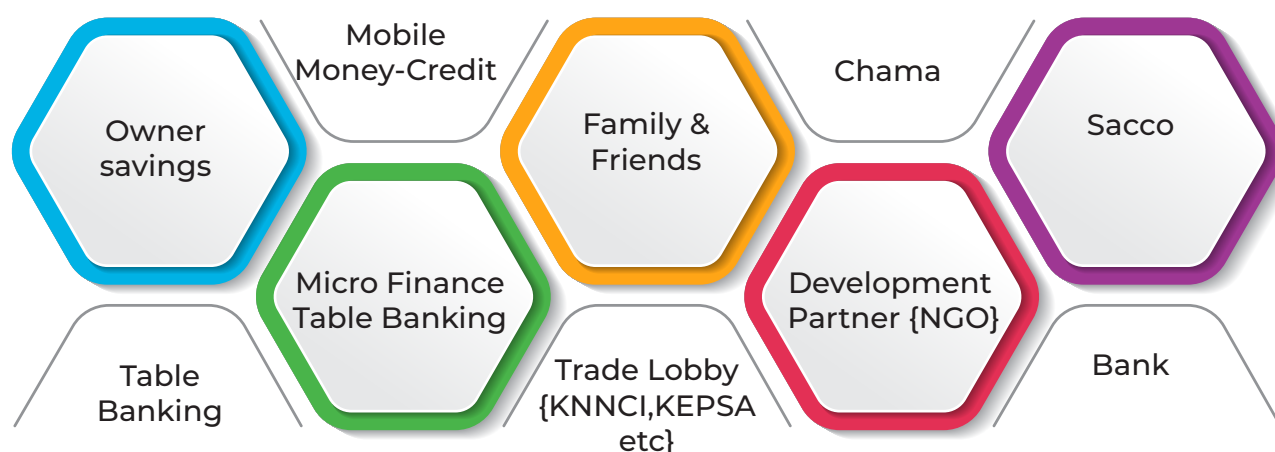 Owner
savings
Mobile
Money-Credit
Family &
Friends
Chama
Sacco
Table
Banking
Micro Finance
Table Banking
Trade Lobby
{KNNCI,KEPSA
etc}
Development
Partner {NGO}
Bank